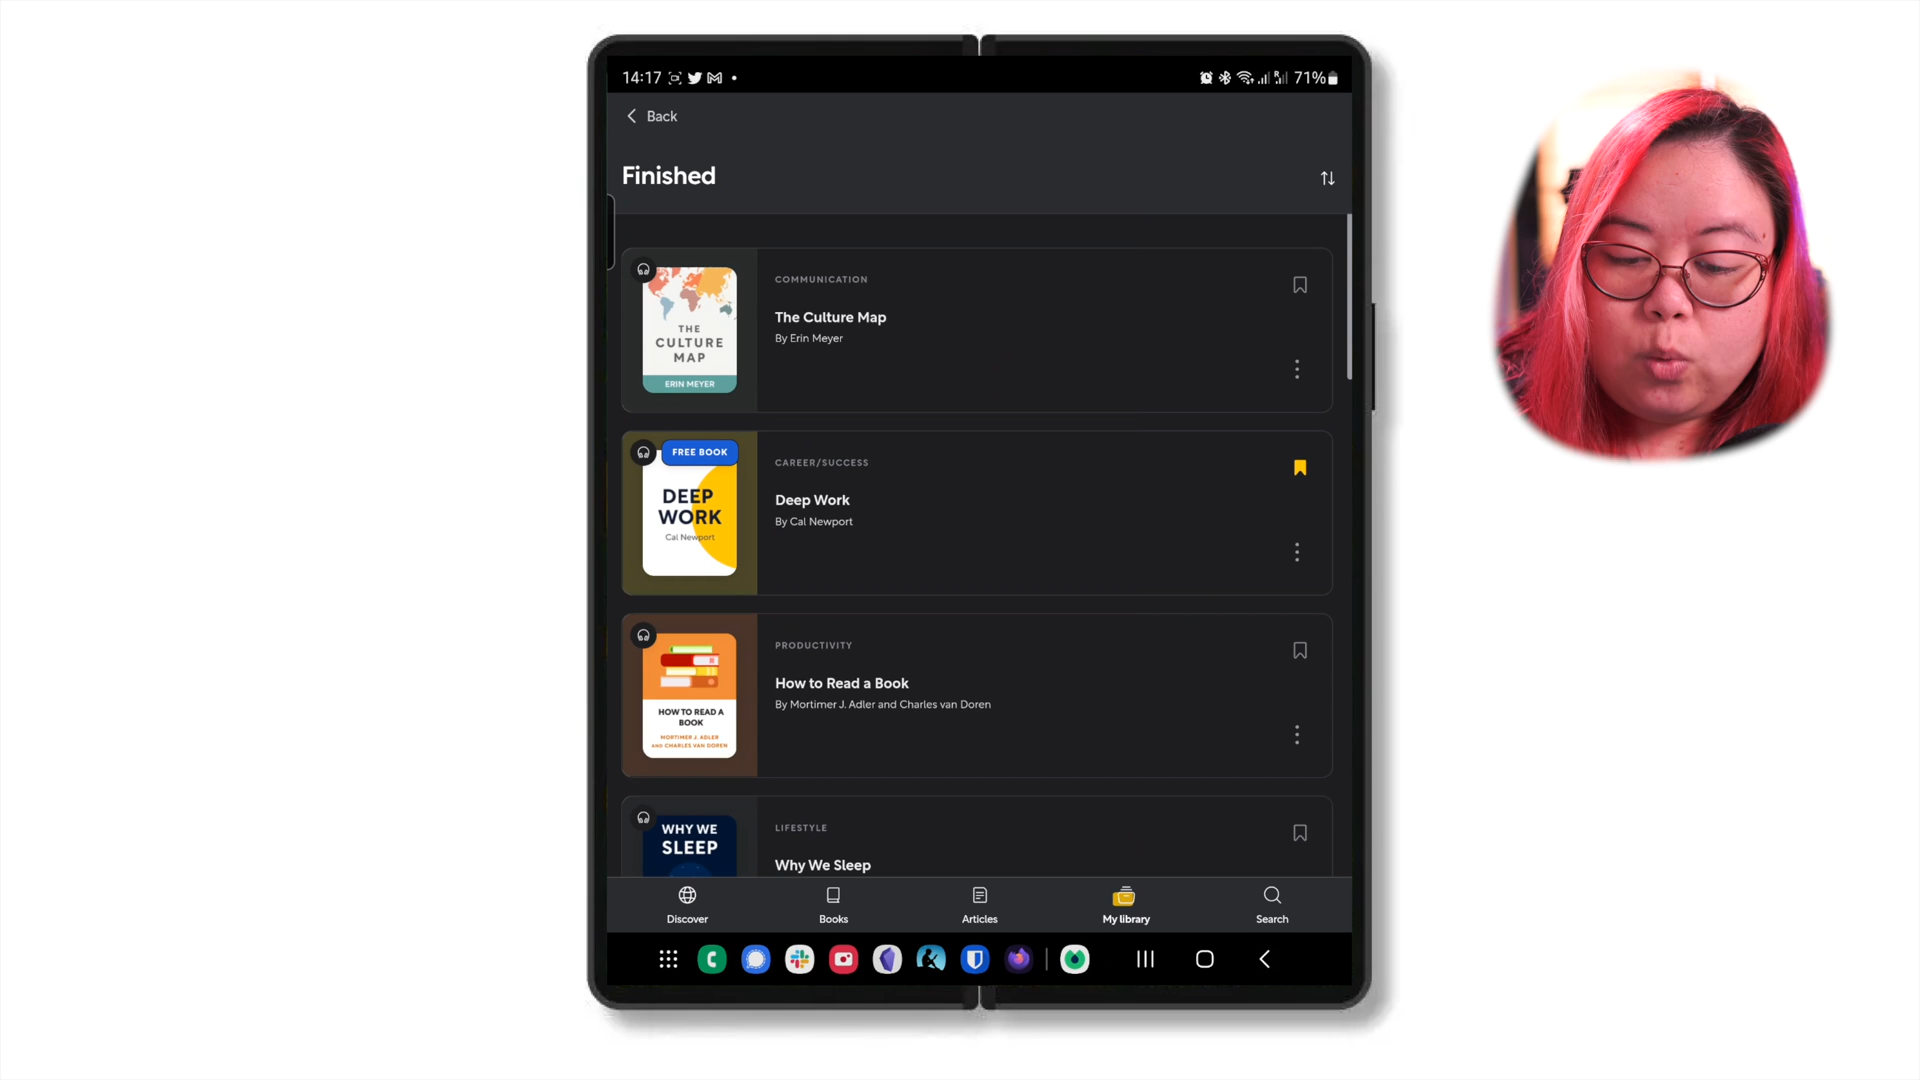 14:17
71%
Back
Finished
THE
CULTURE
MAP
ERIN MEYER
COMMUNICATION
The Culture Map
By Erin Meyer
FREE BOOK
DEEP
WORK
Cal Newport
CAREER/SUCCESS
Deep Work
By Cal Newport
HOW TO READ A
BOOK
MORTIMER J. ADLER
AND CHARLES VAN DOREN
PRODUCTIVITY
How to Read a Book
By Mortimer J. Adler and Charles van Doren
WHY WE
SLEEP
LIFESTYLE
Why We Sleep
Discover
Books
Articles
My library
Search